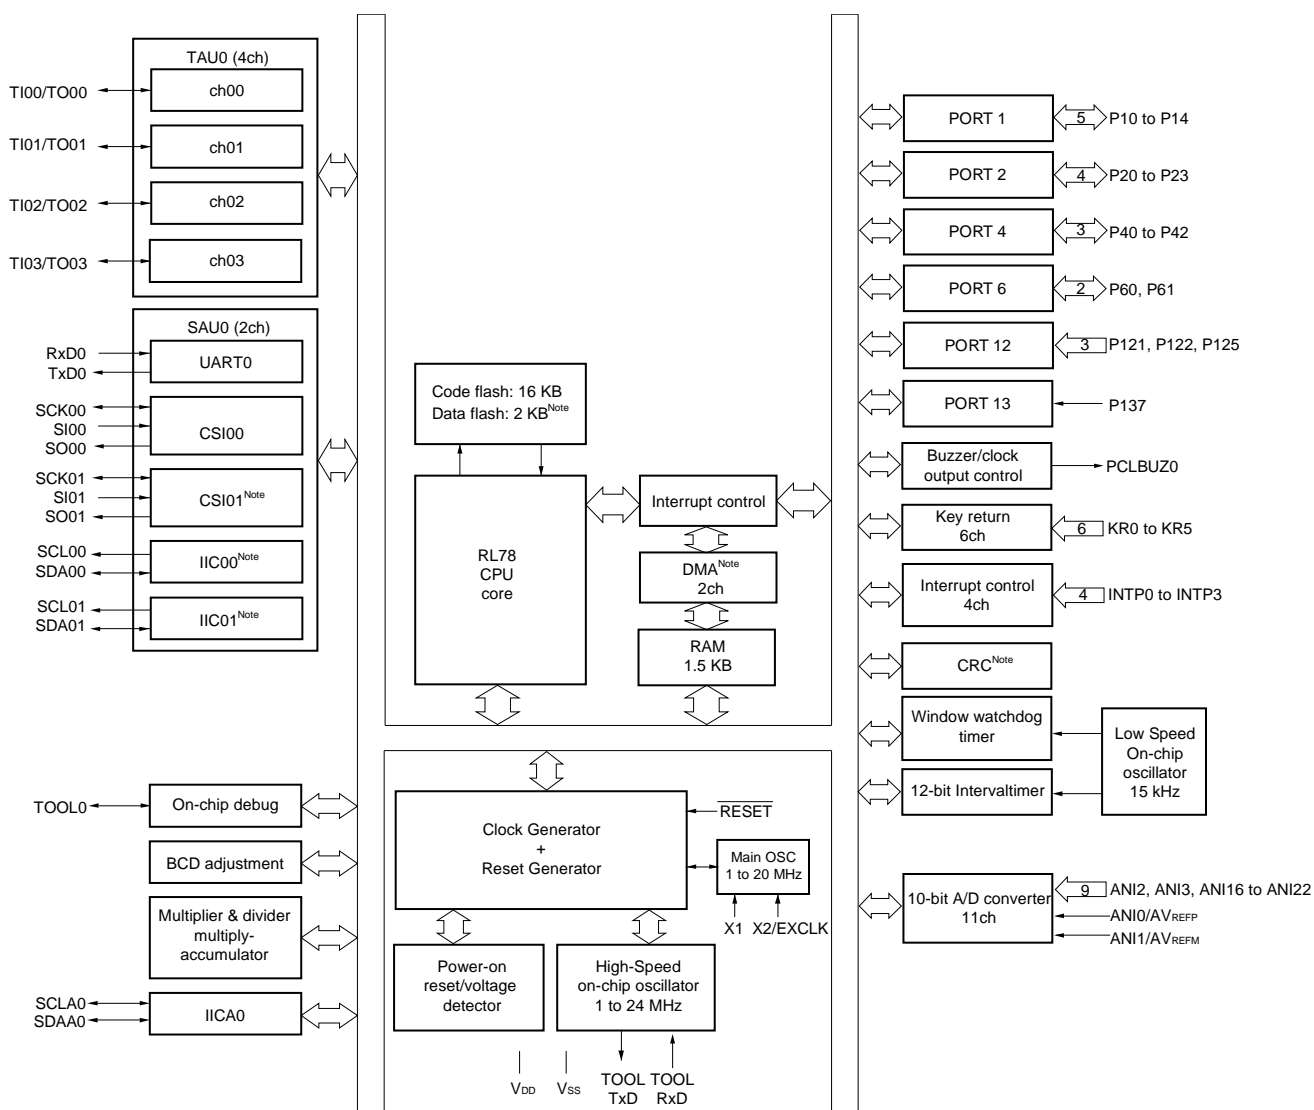 TAU0 (4ch)
TI00/TO00
ch00
TI01/TO01
ch01
TI02/TO02
ch02
TI03/TO03
ch03
SAU0 (2ch)
RxD0
TxD0
UART0
SCK00
SI00
SO00
CSI00
SCK01
SI01
SO01
CSI01Note
SCL00
SDA00
IIC00Note
SCL01
SDA01
IIC01Note
TOOL0
On-chip debug
BCD adjustment
Multiplier & divider
multiply-
accumulator
SCLA0
SDAA0
IICA0
Code flash: 16 KB
Data flash: 2 KBNote
RL78
CPU
core
Interrupt control
DMANote
2ch
RAM
1.5 KB
Clock Generator
+
Reset Generator
RESET
Main OSC
1 to 20 MHz
X1
X2/EXCLK
Power-on
reset/voltage
detector
High-Speed
on-chip oscillator
1 to 24 MHz
VDD
VSS
TOOL
TxD
TOOL
RxD
PORT 1
5
P10 to P14
PORT 2
4
P20 to P23
PORT 4
3
P40 to P42
PORT 6
2
P60, P61
PORT 12
3
P121, P122, P125
PORT 13
P137
Buzzer/clock
output control
PCLBUZ0
Key return
6ch
6
KR0 to KR5
Interrupt control
4ch
4
INTP0 to INTP3
CRCNote
Window watchdog
timer
12-bit Intervaltimer
Low Speed
On-chip
oscillator
15 kHz
10-bit A/D converter
11ch
9
ANI2, ANI3, ANI16 to ANI22
ANI0/AVREFP
ANI1/AVREFM